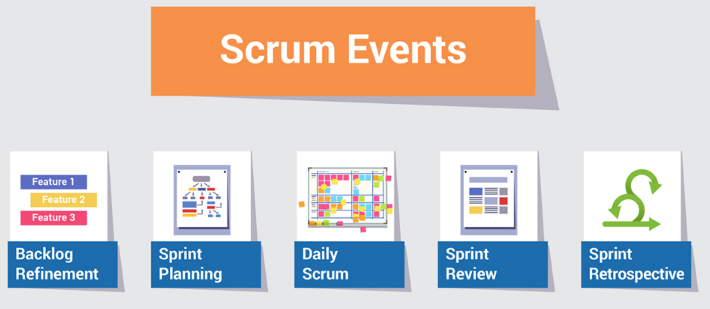 Scrum Events
Feature 1
Feature 2
Feature 3
Backlog
Refinement
Sprint
Planning
Daily
Scrum
Sprint
Review
Sprint
Retrospective